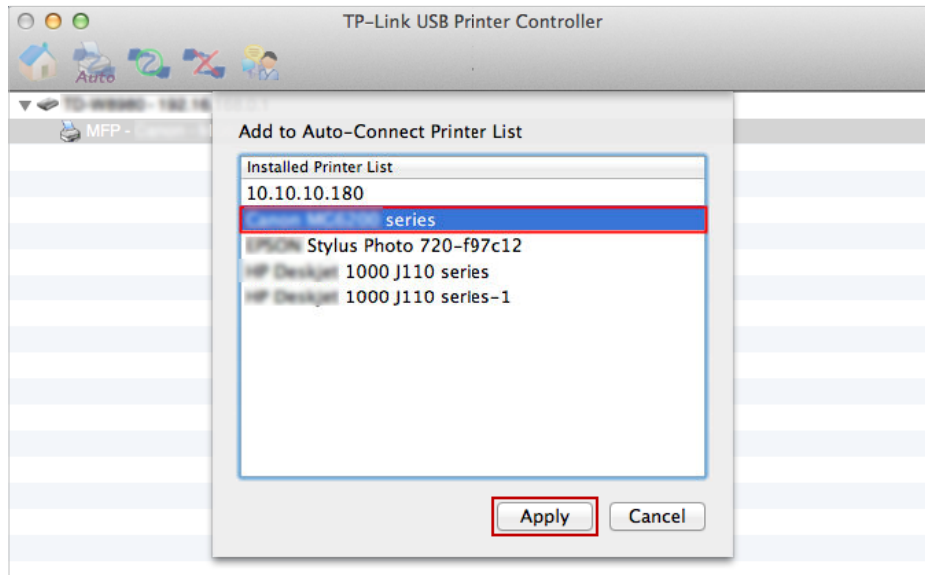 TP-Link USB Printer Controller
Auto
MFP -
Add to Auto-Connect Printer List
Installed Printer List
10.10.10.180
series
Stylus Photo 720-f97c12
1000 J110 series
1000 J110 series-1
Apply Cancel